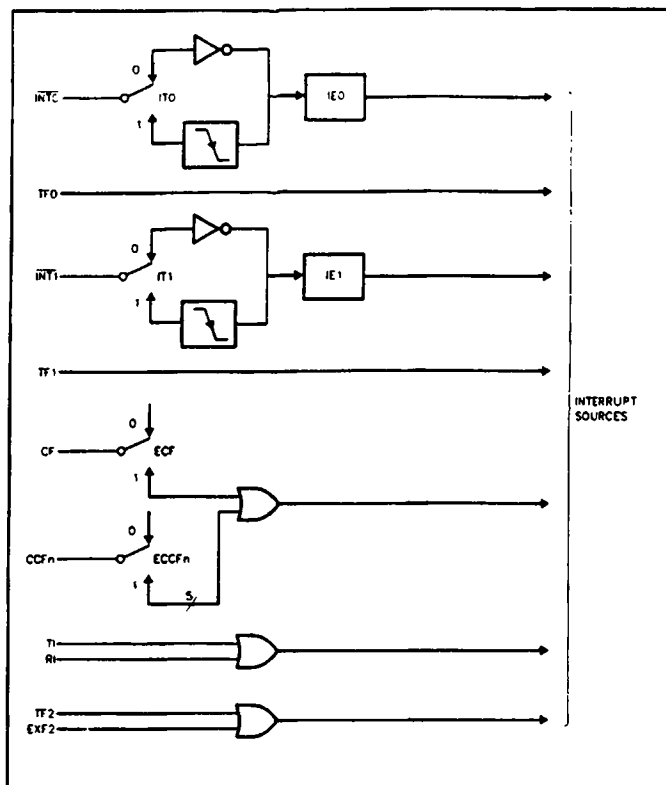 0
INT0
IT0
1
IE0
TF0
0
INT1
IT1
1
IE1
TF1
INTERRUPT
SOURCES
0
CF
ECF
1
0
CCFn
ECCFn
1
5
TI
RI
TF2
EXF2